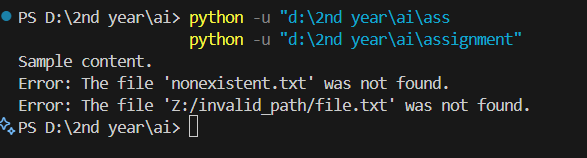 PS D:\2nd year\ai> python -u "d:\2nd year\ai\ass
python -u "d:\2nd year\ai\assignment"
Sample content.
Error: The file 'nonexistent.txt' was not found.
Error: The file 'Z:/invalid_path/file.txt' was not found.
PS D:\2nd year\ai>